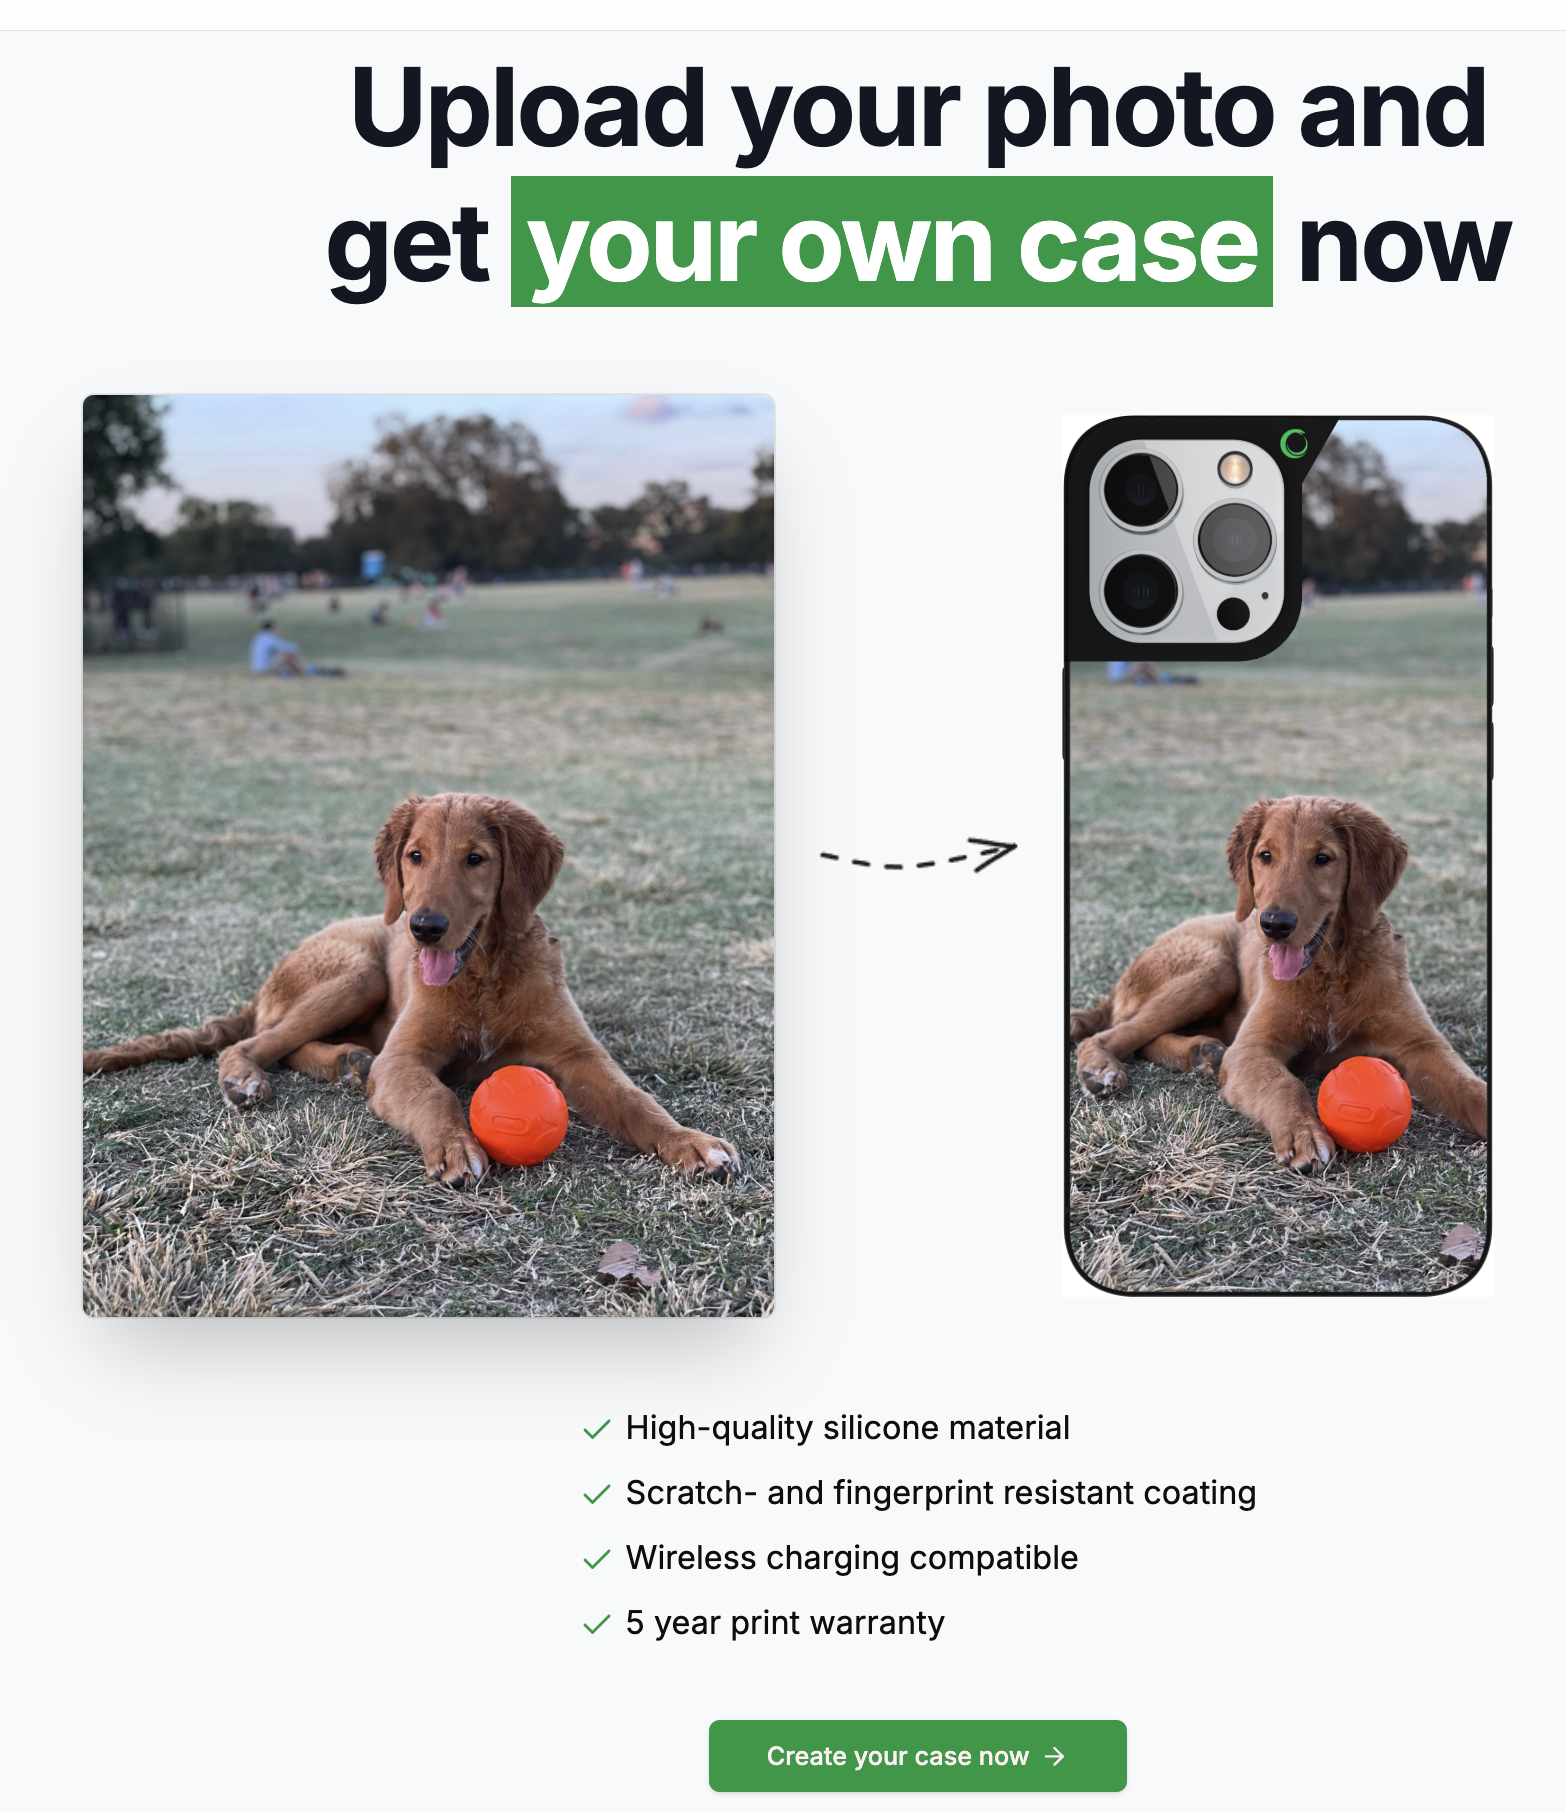 Upload your photo and
get your own case now
High-quality silicone material
Scratch- and fingerprint resistant coating
Wireless charging compatible
5 year print warranty
Create your case now →